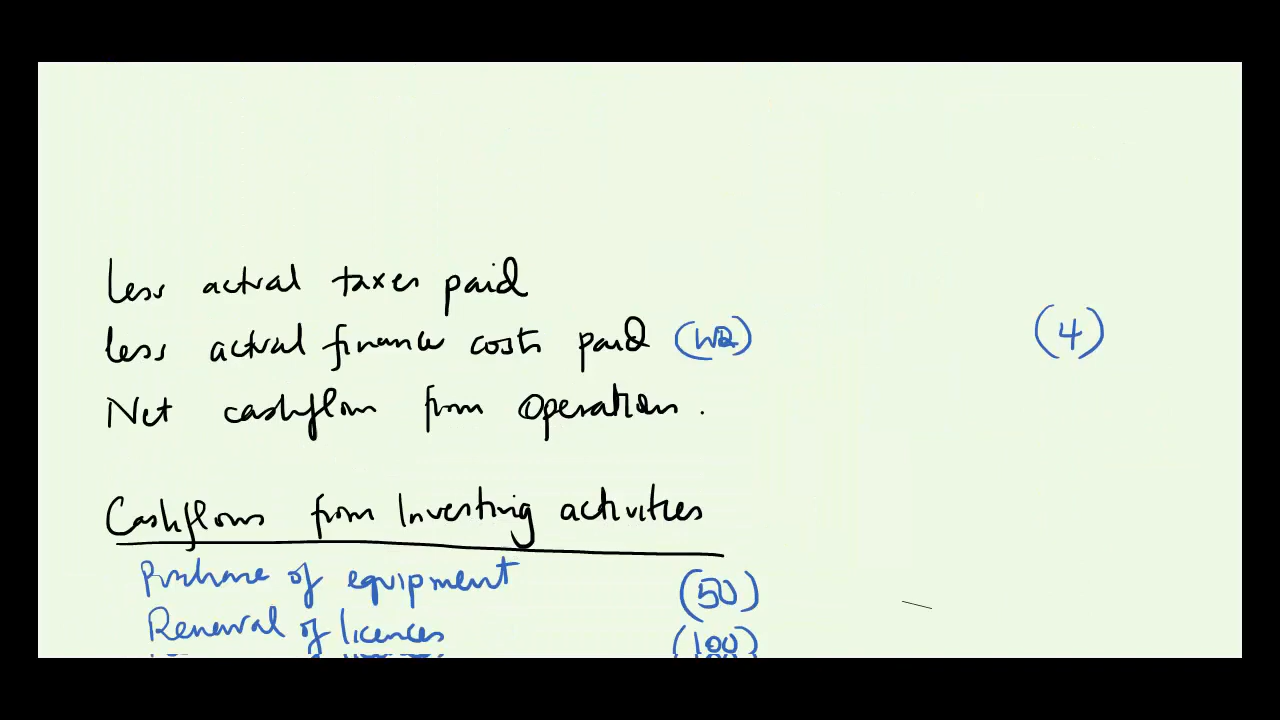 Less actual taxes paid
less actual finance costs paid (W2) (4)
Net cashflow from operation.
Cashflows from Investing activities
Purchase of equipment (50)
Renewal of licences (100)